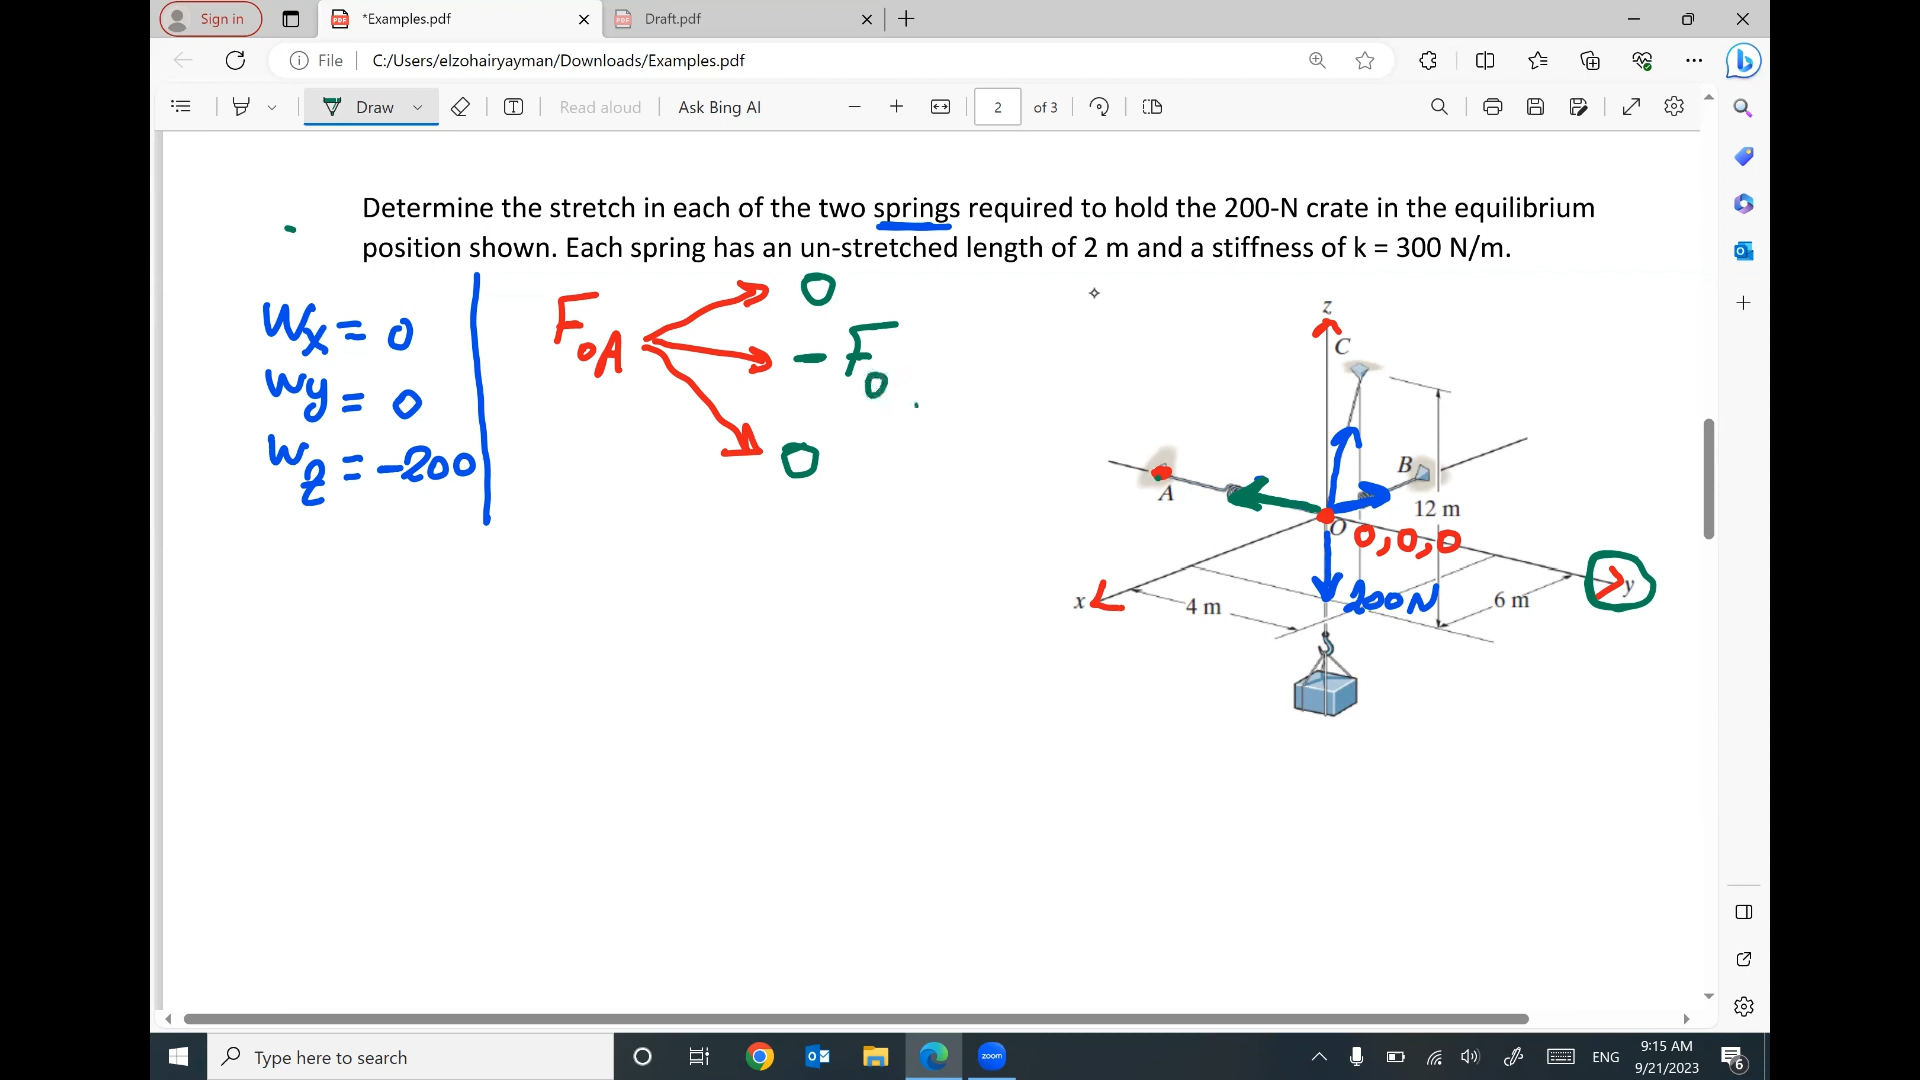 Sign in
*Examples.pdf
Draft.pdf
File
C:/Users/elzohairyayman/Downloads/Examples.pdf
Draw
Read aloud
Ask Bing AI
2
of 3
Determine the stretch in each of the two springs required to hold the 200-N crate in the equilibrium
position shown. Each spring has an un-stretched length of 2 m and a stiffness of k = 300 N/m.
Wx = 0
Wy = 0
Wz = -200
FOA
0
- FO
0
z
C
A
B
12 m
O
0,0,0
x
4 m
200N
6 m
y
Type here to search
zoom
ENG
9:15 AM
9/21/2023
6